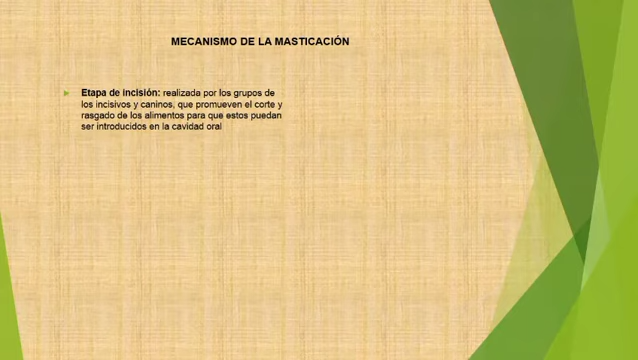 MECANISMO DE LA MASTICACIÓN
Etapa de incisión: realizada por los grupos de
los incisivos y caninos, que promueven el corte y
rasgado de los alimentos para que estos puedan
ser introducidos en la cavidad oral